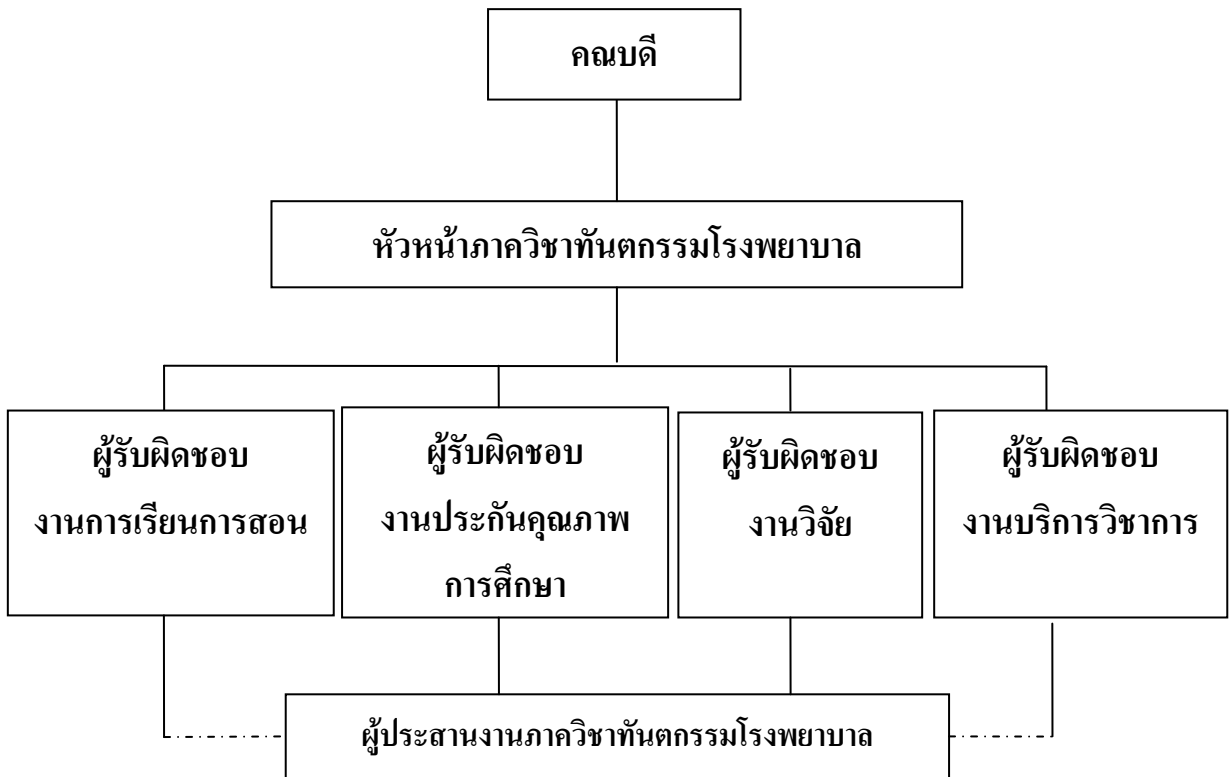 คณบดี
หัวหน้าภาควิชาทันตกรรมโรงพยาบาล
ผู้รับผิดชอบ
งานการเรียนการสอน
ผู้รับผิดชอบ
งานประกันคุณภาพ
การศึกษา
ผู้รับผิดชอบ
งานวิจัย
ผู้รับผิดชอบ
งานบริการวิชาการ
ผู้ประสานงานภาควิชาทันตกรรมโรงพยาบาล